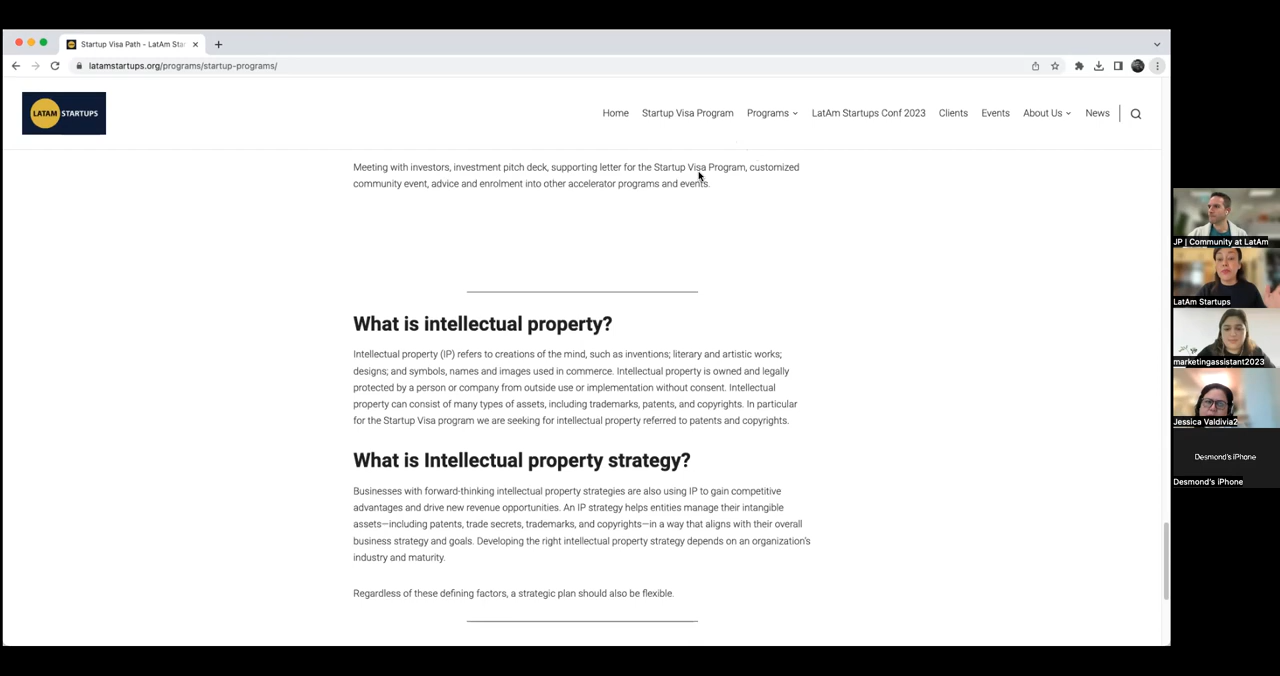 Startup Visa Path - LatAm Star
latamstartups.org/programs/startup-programs/
LATAM STARTUPS
Home Startup Visa Program Programs LatAm Startups Conf 2023 Clients Events About Us News
Meeting with investors, investment pitch deck, supporting letter for the Startup Visa Program, customized
community event, advice and enrolment into other accelerator programs and events.
What is intellectual property?
Intellectual property (IP) refers to creations of the mind, such as inventions; literary and artistic works;
designs; and symbols, names and images used in commerce. Intellectual property is owned and legally
protected by a person or company from outside use or implementation without consent. Intellectual
property can consist of many types of assets, including trademarks, patents, and copyrights. In particular
for the Startup Visa program we are seeking for intellectual property referred to patents and copyrights.
What is Intellectual property strategy?
Businesses with forward-thinking intellectual property strategies are also using IP to gain competitive
advantages and drive new revenue opportunities. An IP strategy helps entities manage their intangible
assets—including patents, trade secrets, trademarks, and copyrights—in a way that aligns with their overall
business strategy and goals. Developing the right intellectual property strategy depends on an organization's
industry and maturity.
Regardless of these defining factors, a strategic plan should also be flexible.
JP | Community at LatAm
LatAm Startups
marketingassistant2023
Jessica Valdivia2
Desmond's iPhone
Desmond's iPhone